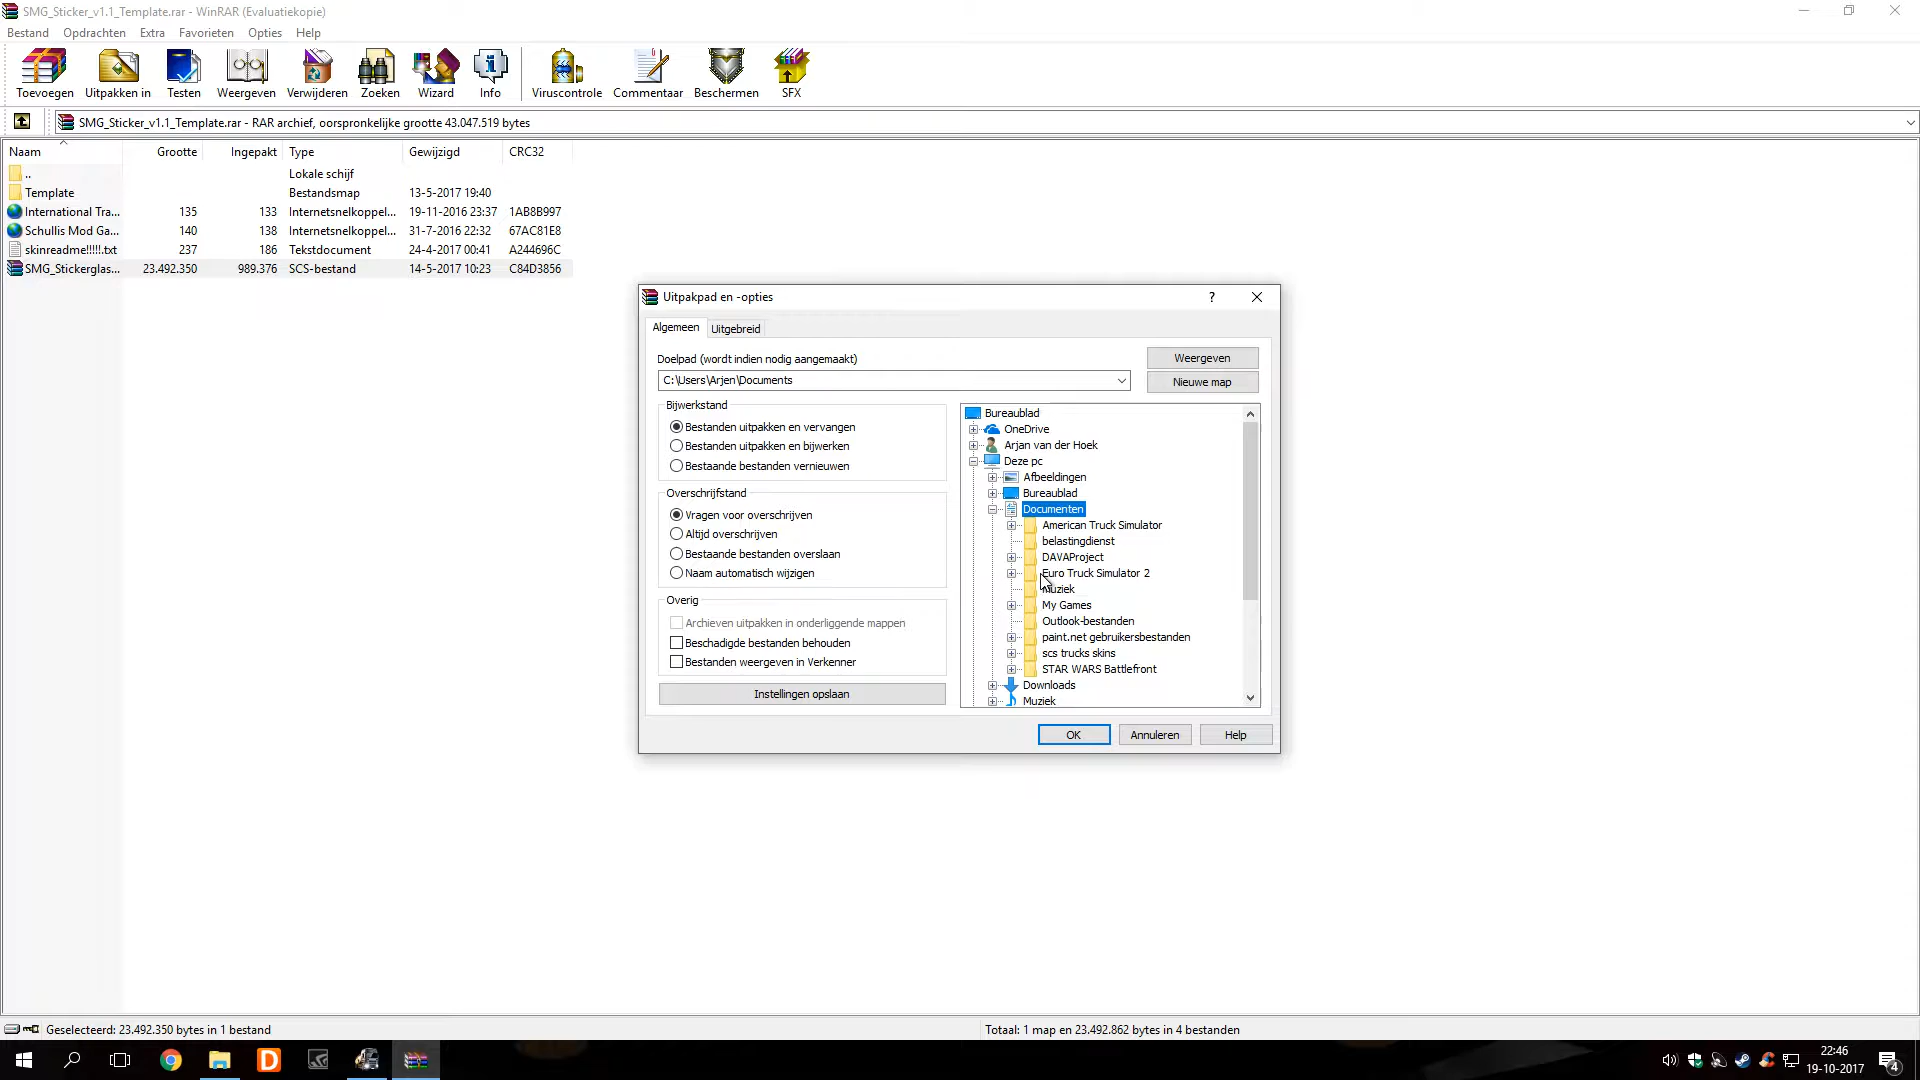 SMG_Sticker_v1.1_Template.rar - WinRAR (Evaluatiekopie)
Bestand Opdrachten Extra Favorieten Opties Help
Toevoegen Uitpakken in Testen Weergeven Verwijderen Zoeken Wizard Info Viruscontrole Commentaar Beschermen SFX
SMG_Sticker_v1.1_Template.rar - RAR archief, oorspronkelijke grootte 43.047.519 bytes
Naam Grootte Ingepakt Type Gewijzigd CRC32
.. Lokale schijf
Template Bestandsmap 13-5-2017 19:40
International Tra... 135 133 Internetsnelkoppel... 19-11-2016 23:37 1AB8B997
Schullis Mod Ga... 140 138 Internetsnelkoppel... 31-7-2016 22:32 67AC81E8
skinreadme!!!!!.txt 237 186 Tekstdocument 24-4-2017 00:41 A244696C
SMG_Stickerglas... 23.492.350 989.376 SCS-bestand 14-5-2017 10:23 C84D3856
Uitpakpad en -opties
?
Algemeen Uitgebreid
Doelpad (wordt indien nodig aangemaakt)
Weergeven
C:\Users\Arjen\Documents
Nieuwe map
Bijwerkstand
Bestanden uitpakken en vervangen
Bestanden uitpakken en bijwerken
Bestaande bestanden vernieuwen
Overschrijfstand
Vragen voor overschrijven
Altijd overschrijven
Bestaande bestanden overslaan
Naam automatisch wijzigen
Overig
Archieven uitpakken in onderliggende mappen
Beschadigde bestanden behouden
Bestanden weergeven in Verkenner
Instellingen opslaan
Bureaublad
OneDrive
Arjan van der Hoek
Deze pc
Afbeeldingen
Bureaublad
Documenten
American Truck Simulator
belastingdienst
DAVAProject
Euro Truck Simulator 2
muziek
My Games
Outlook-bestanden
paint.net gebruikersbestanden
scs trucks skins
STAR WARS Battlefront
Downloads
Muziek
OK Annuleren Help
Geselecteerd: 23.492.350 bytes in 1 bestand
Totaal: 1 map en 23.492.862 bytes in 4 bestanden
22:46
19-10-2017
4